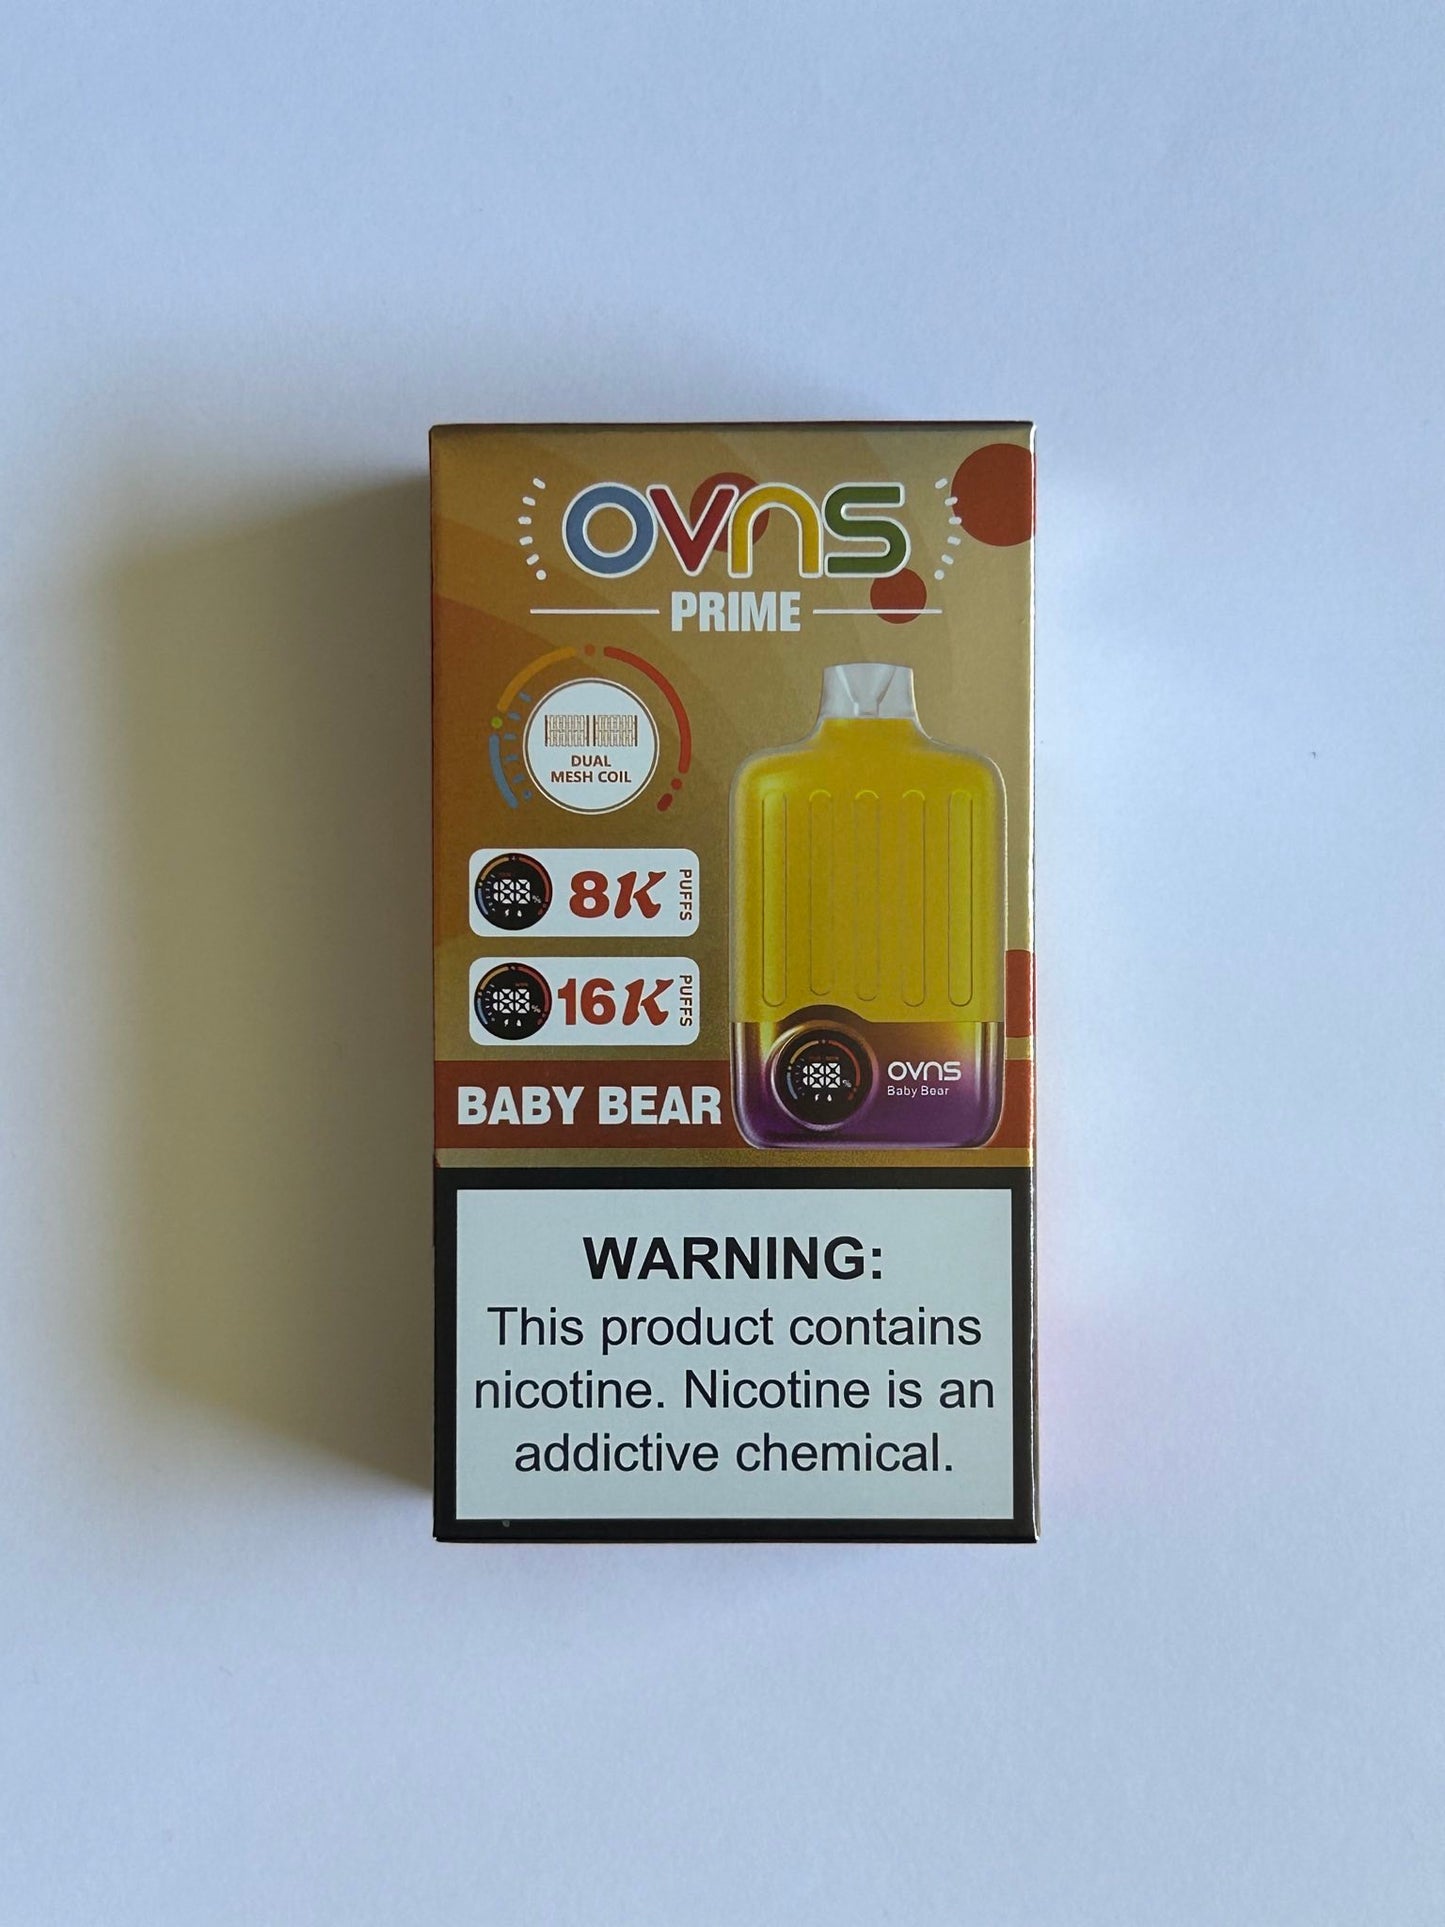 OVNS
PRIME
DUAL
MESH COIL
8K PUFFS
16K PUFFS
OVNS
Baby Bear
BABY BEAR
WARNING:
This product contains
nicotine. Nicotine is an
addictive chemical.